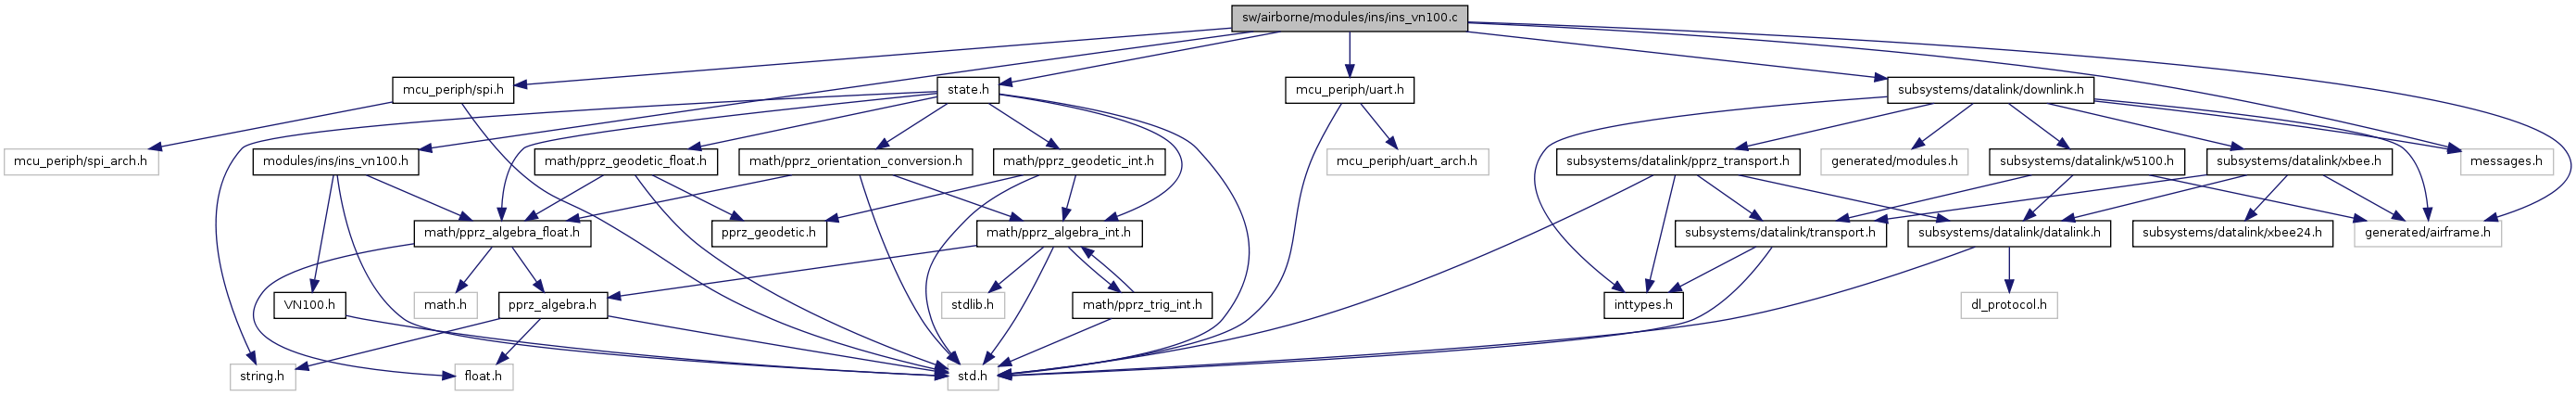 sw/airborne/modules/ins/ins_vn100.c
mcu_periph/spi.h
state.h
mcu_periph/uart.h
subsystems/datalink/downlink.h
mcu_periph/spi_arch.h
modules/ins/ins_vn100.h
math/pprz_geodetic_float.h
math/pprz_orientation_conversion.h
math/pprz_geodetic_int.h
mcu_periph/uart_arch.h
subsystems/datalink/pprz_transport.h
generated/modules.h
subsystems/datalink/w5100.h
subsystems/datalink/xbee.h
messages.h
math/pprz_algebra_float.h
pprz_geodetic.h
math/pprz_algebra_int.h
subsystems/datalink/transport.h
subsystems/datalink/datalink.h
subsystems/datalink/xbee24.h
generated/airframe.h
VN100.h
math.h
pprz_algebra.h
stdlib.h
math/pprz_trig_int.h
inttypes.h
dl_protocol.h
string.h
float.h
std.h